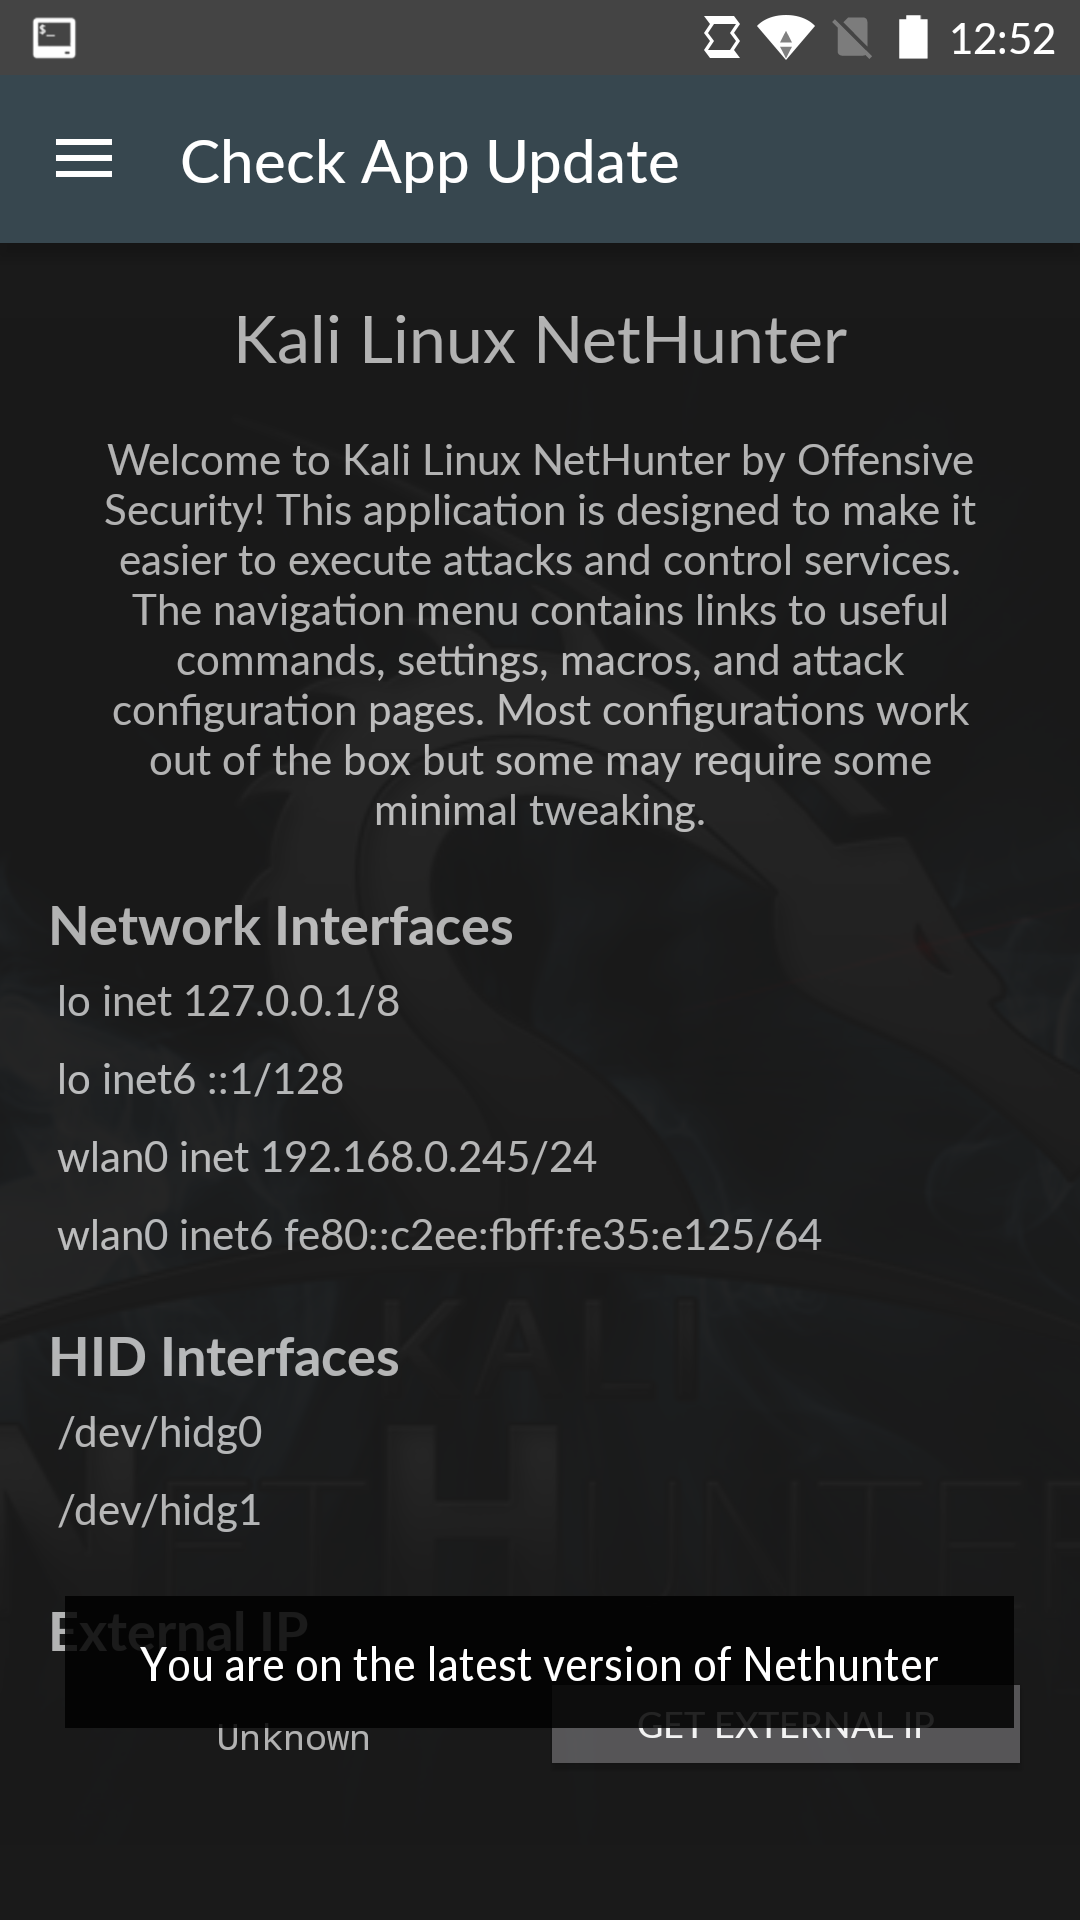 12:52
Check App Update
Kali Linux NetHunter
Welcome to Kali Linux NetHunter by Offensive
Security! This application is designed to make it
easier to execute attacks and control services.
The navigation menu contains links to useful
commands, settings, macros, and attack
configuration pages. Most configurations work
out of the box but some may require some
minimal tweaking.
Network Interfaces
lo inet 127.0.0.1/8
lo inet6 ::1/128
wlan0 inet 192.168.0.245/24
wlan0 inet6 fe80::c2ee:fbff:fe35:e125/64
KALI
HID Interfaces
/dev/hidg0
/dev/hidg1
NETHUNTER
External IP
You are on the latest version of Nethunter
Unknown
GET EXTERNAL IP